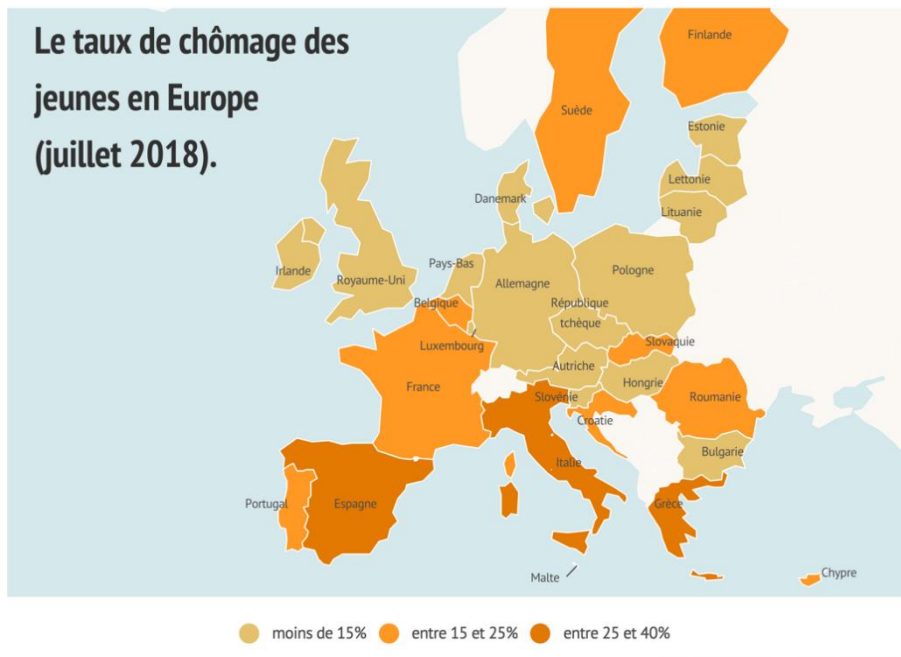 Le taux de chômage des
jeunes en Europe
(juillet 2018).
Finlande
Suède
Estonie
Lettonie
Lituanie
Danemark
Irlande
Royaume-Uni
Pays-Bas
Allemagne
Pologne
Belgique
République
tchèque
Luxembourg
Slovaquie
Autriche
France
Hongrie
Slovénie
Roumanie
Croatie
Bulgarie
Italie
Portugal
Espagne
Grèce
Malte
Chypre
moins de 15% entre 15 et 25% entre 25 et 40%